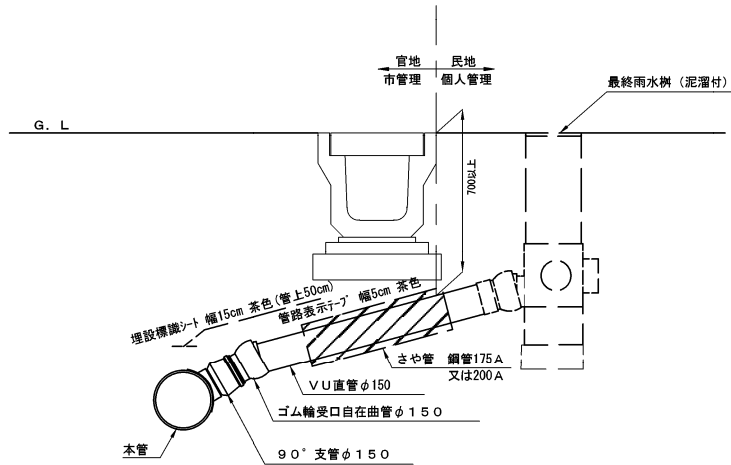 官地 民地
市管理 個人管理
最終雨水桝（泥溜付）
G．L
700以上
埋設標識シート 幅15cm 茶色（管上50cm）
管路表示テープ 幅5cm 茶色
さや管 鋼管175A
又は200A
VU直管φ150
ゴム輪受口自在曲管φ150
本管
90°支管φ150